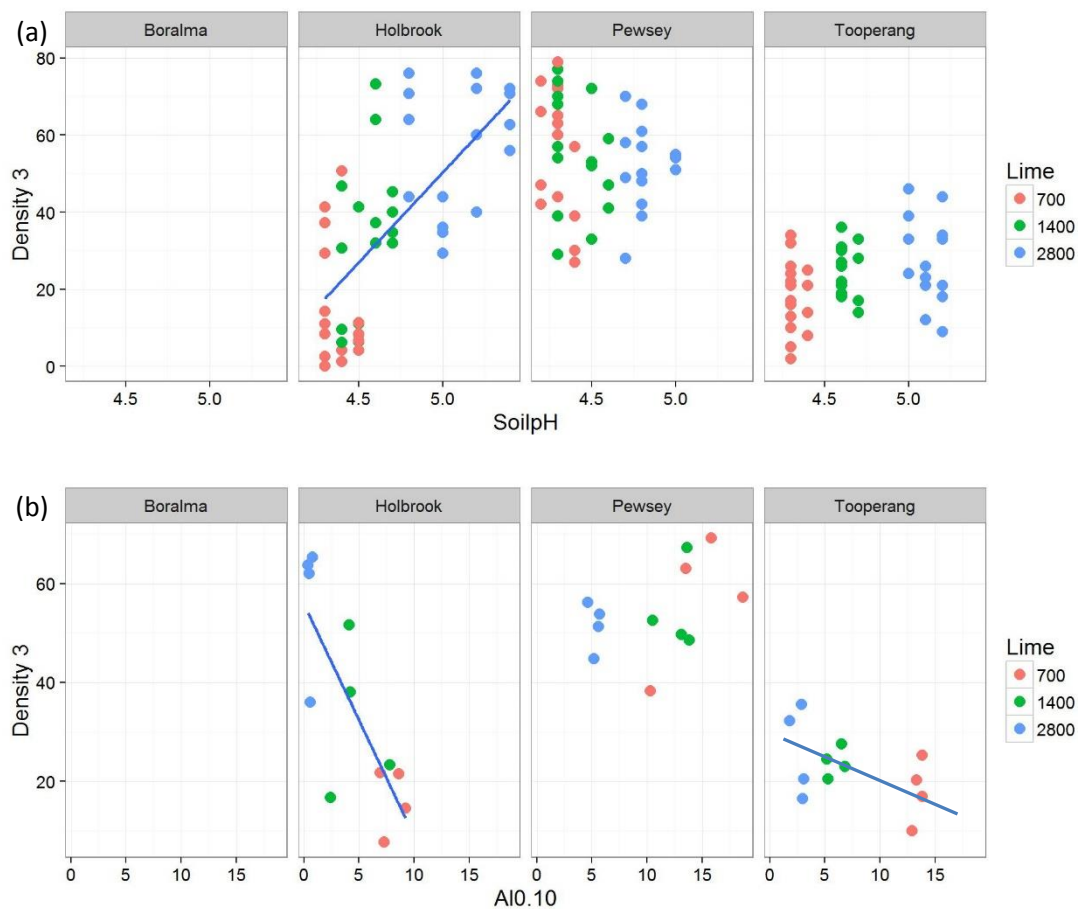 (a)
Boralma Holbrook Pewsey Tooperang
80
60
40
20
0
Density 3
4.5 5.0 4.5 5.0 4.5 5.0 4.5 5.0
SoilpH
Lime
700
1400
2800
(b)
Boralma Holbrook Pewsey Tooperang
60
40
20
Density 3
0 5 10 15 0 5 10 15 0 5 10 15 0 5 10 15
Al0.10
Lime
700
1400
2800